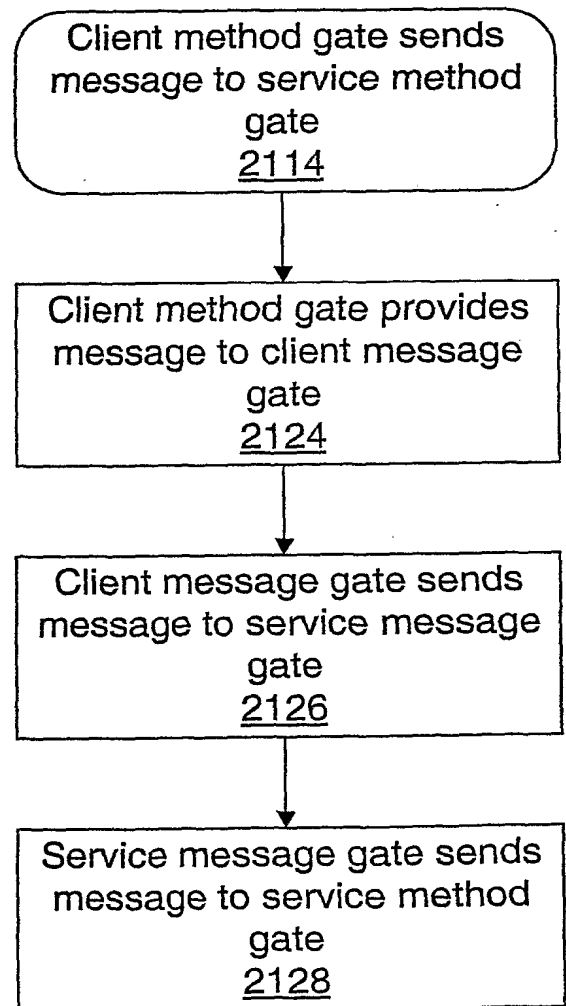 Client method gate sends
message to service method
gate
2114
Client method gate provides
message to client message
gate
2124
Client message gate sends
message to service message
gate
2126
Service message gate sends
message to service method
gate
2128